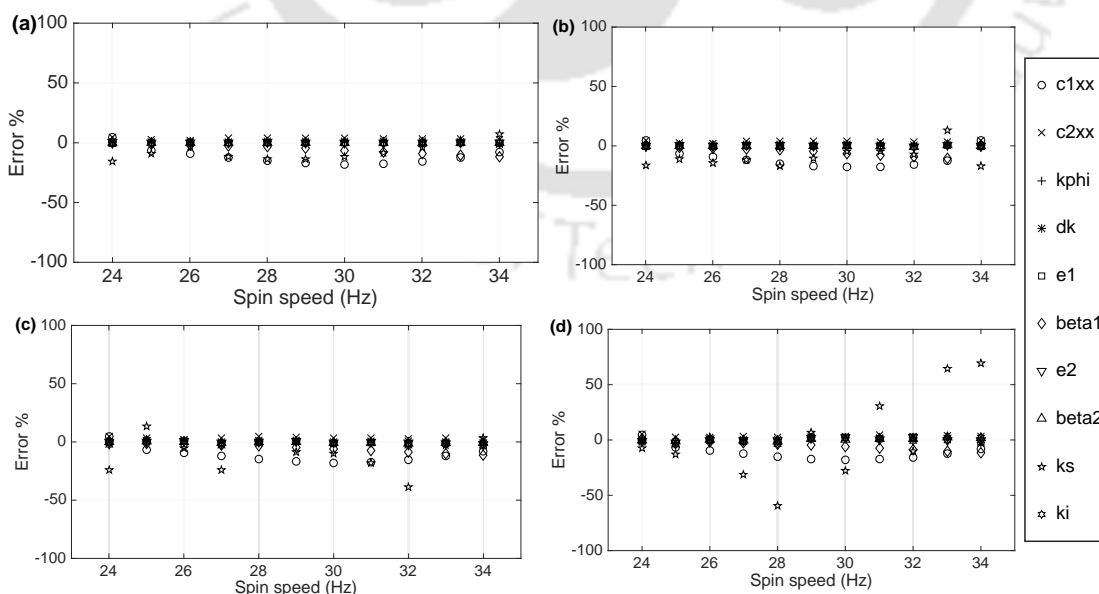 (a)
100
50
0
-50
-100
Error %
24 26 28 30 32 34
Spin speed (Hz)
(b)
100
50
0
-50
-100
Error %
24 26 28 30 32 34
Spin speed (Hz)
(c)
100
50
0
-50
-100
Error %
24 26 28 30 32 34
Spin speed (Hz)
(d)
100
50
0
-50
-100
Error %
24 26 28 30 32 34
Spin speed (Hz)
c1xx
c2xx
kphi
dk
e1
beta1
e2
beta2
ks
ki